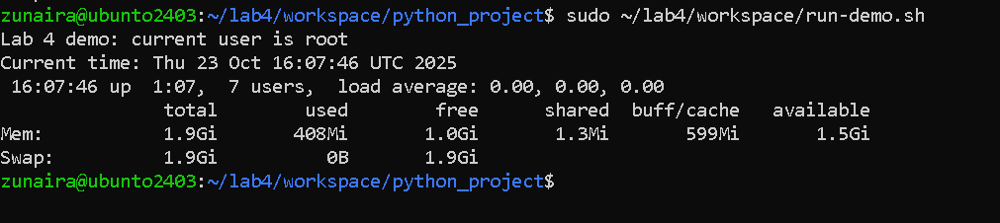 zunaira@ubunto2403:~/lab4/workspace/python_project$ sudo ~/lab4/workspace/run-demo.sh
Lab 4 demo: current user is root
Current time: Thu 23 Oct 16:07:46 UTC 2025
 16:07:46 up  1:07,  7 users,  load average: 0.00, 0.00, 0.00
              total        used        free      shared  buff/cache   available
Mem:          1.9Gi       408Mi       1.0Gi       1.3Mi       599Mi       1.5Gi
Swap:         1.9Gi          0B       1.9Gi
zunaira@ubunto2403:~/lab4/workspace/python_project$